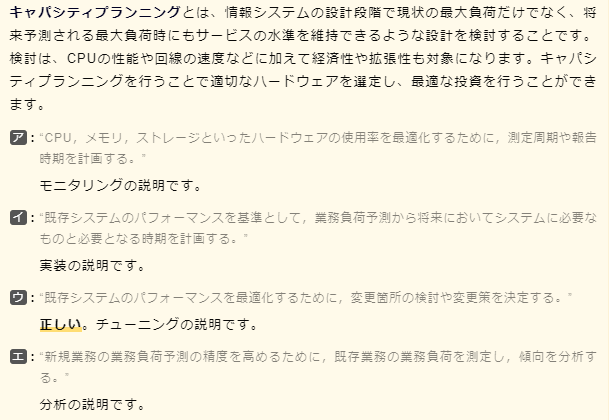 キャパシティプランニングとは、情報システムの設計段階で現状の最大負荷だけでなく、将
来予測される最大負荷時にもサービスの水準を維持できるような設計を検討することです。
検討は、CPUの性能や回線の速度などに加えて経済性や拡張性も対象になります。キャパシ
ティプランニングを行うことで適切なハードウェアを選定し、最適な投資を行うことができ
ます。
ア：“CPU，メモリ，ストレージといったハードウェアの使用率を最適化するために，測定周期や報告
時期を計画する。”
モニタリングの説明です。
イ：“既存システムのパフォーマンスを基準として，業務負荷予測から将来においてシステムに必要な
ものと必要となる時期を計画する。”
実装の説明です。
ウ：“既存システムのパフォーマンスを最適化するために，変更箇所の検討や変更策を決定する。”
正しい。チューニングの説明です。
エ：“新規業務の業務負荷予測の精度を高めるために，既存業務の業務負荷を測定し，傾向を分析す
る。”
分析の説明です。